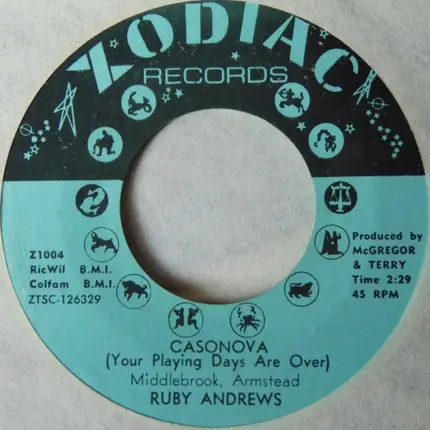 ZODIAC
RECORDS
Z1004
RicWil B.M.I.
Colfam B.M.I.
ZTSC-126329
Produced by
McGREGOR
& TERRY
Time 2:29
45 RPM
CASONOVA
(Your Playing Days Are Over)
Middlebrook, Armstead
RUBY ANDREWS